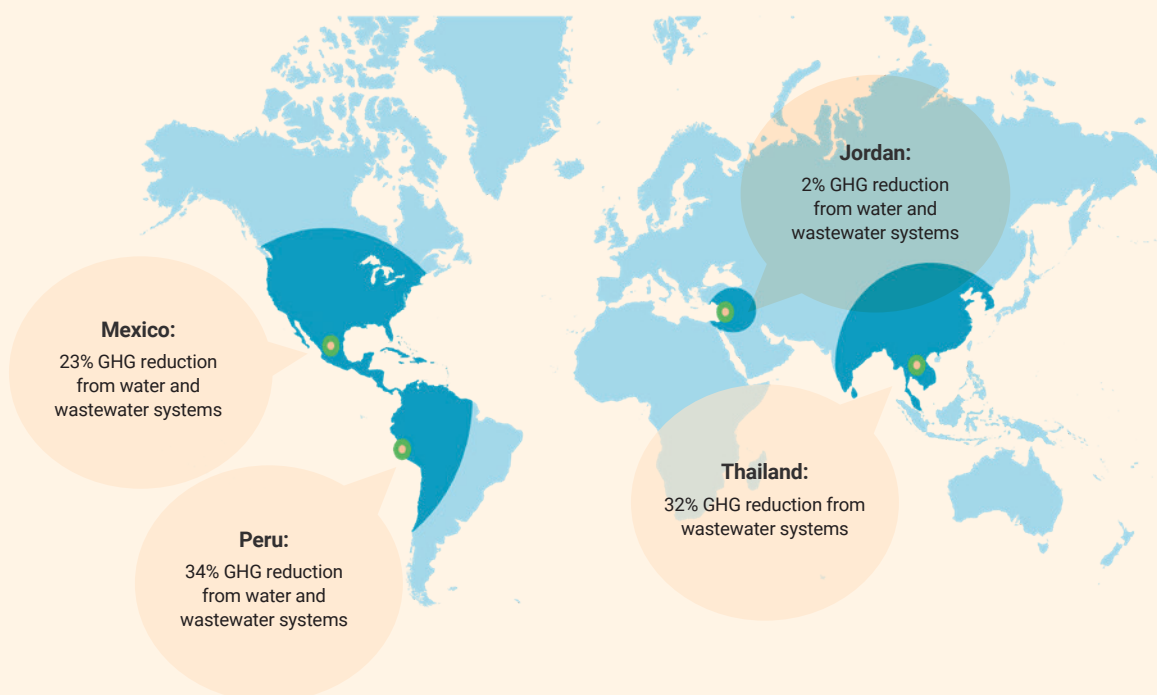 Jordan:
2% GHG reduction
from water and
wastewater systems
Mexico:
23% GHG reduction
from water and
wastewater systems
Thailand:
32% GHG reduction from
wastewater systems
Peru:
34% GHG reduction
from water and
wastewater systems